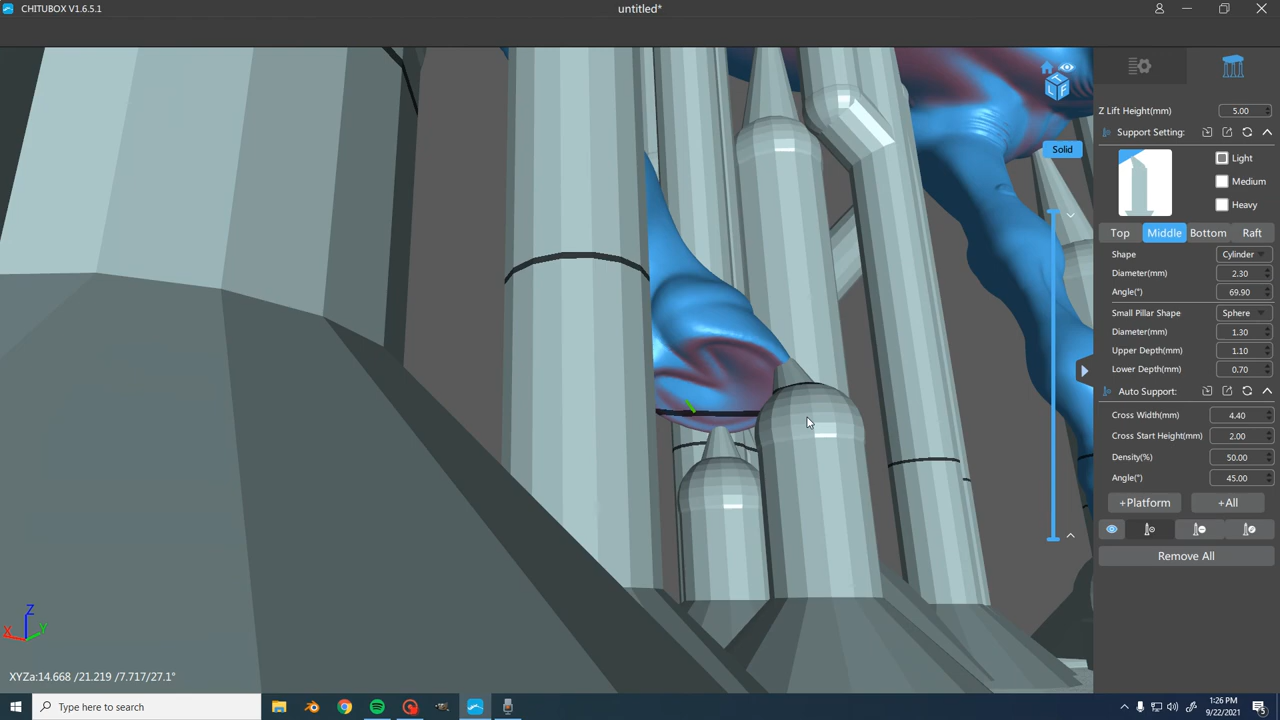 CHITUBOX V1.6.5.1
untitled*
Z Lift Height(mm) 5.00
Support Setting:
Light
Medium
Heavy
Solid
Top Middle Bottom Raft
Shape Cylinder
Diameter(mm) 2.30
Angle(°) 69.90
Small Pillar Shape Sphere
Diameter(mm) 1.30
Upper Depth(mm) 1.10
Lower Depth(mm) 0.70
Auto Support:
Cross Width(mm) 4.40
Cross Start Height(mm) 2.00
Density(%) 50.00
Angle(°) 45.00
+Platform +All
Remove All
Z
X Y
XYZa:14.668 /21.219 /7.717/27.1°
Type here to search
1:26 PM
9/22/2021
T
L F
5